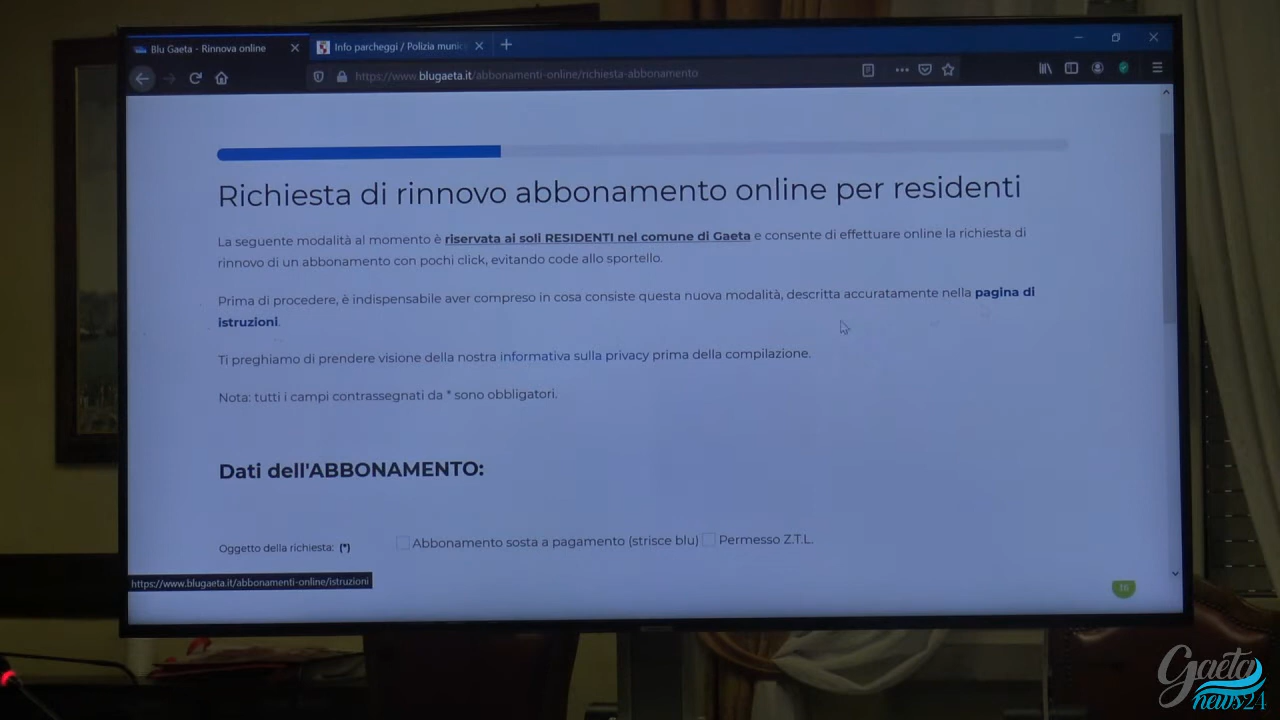 Blu Gaeta - Rinnova online
Info parcheggi / Polizia munic
https://www.blugaeta.it/abbonamenti-online/richiesta-abbonamento
Richiesta di rinnovo abbonamento online per residenti
La seguente modalità al momento è riservata ai soli RESIDENTI nel comune di Gaeta e consente di effettuare online la richiesta di
rinnovo di un abbonamento con pochi click, evitando code allo sportello.
Prima di procedere, è indispensabile aver compreso in cosa consiste questa nuova modalità, descritta accuratamente nella pagina di
istruzioni.
Ti preghiamo di prendere visione della nostra informativa sulla privacy prima della compilazione.
Nota: tutti i campi contrassegnati da * sono obbligatori.
Dati dell'ABBONAMENTO:
Oggetto della richiesta: (*) Abbonamento sosta a pagamento (strisce blu) Permesso Z.T.L.
https://www.blugaeta.it/abbonamenti-online/istruzioni
16
Gaeta
news24